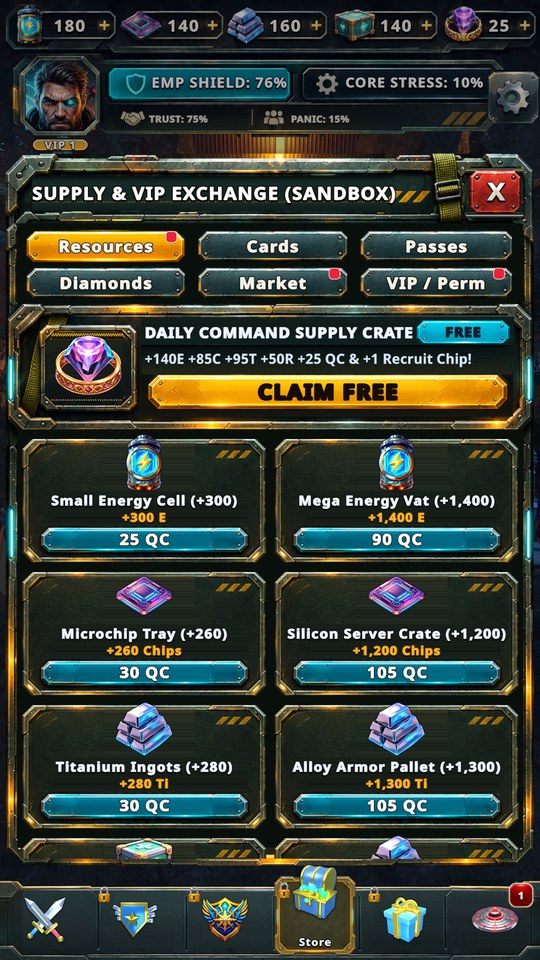 180 + 140 + 160 + 140 + 25 +
EMP SHIELD: 76% CORE STRESS: 10%
TRUST: 75% PANIC: 15%
VIP 1
SUPPLY & VIP EXCHANGE (SANDBOX) X
Resources Cards Passes
Diamonds Market VIP / Perm
DAILY COMMAND SUPPLY CRATE FREE
+140E +85C +95T +50R +25 QC & +1 Recruit Chip!
CLAIM FREE
Small Energy Cell (+300) Mega Energy Vat (+1,400)
+300 E +1,400 E
25 QC 90 QC
Microchip Tray (+260) Silicon Server Crate (+1,200)
+260 Chips +1,200 Chips
30 QC 105 QC
Titanium Ingots (+280) Alloy Armor Pallet (+1,300)
+280 Ti +1,300 Ti
30 QC 105 QC
1
Store